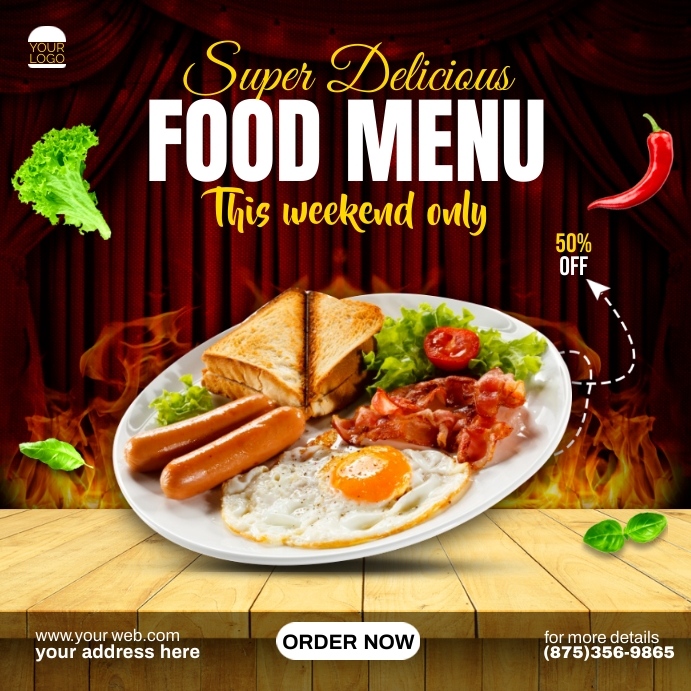 YOUR
LOGO
Super Delicious
FOOD MENU
This weekend only
50%
OFF
www.your web.com
your address here
ORDER NOW
for more details
(875)356-9865